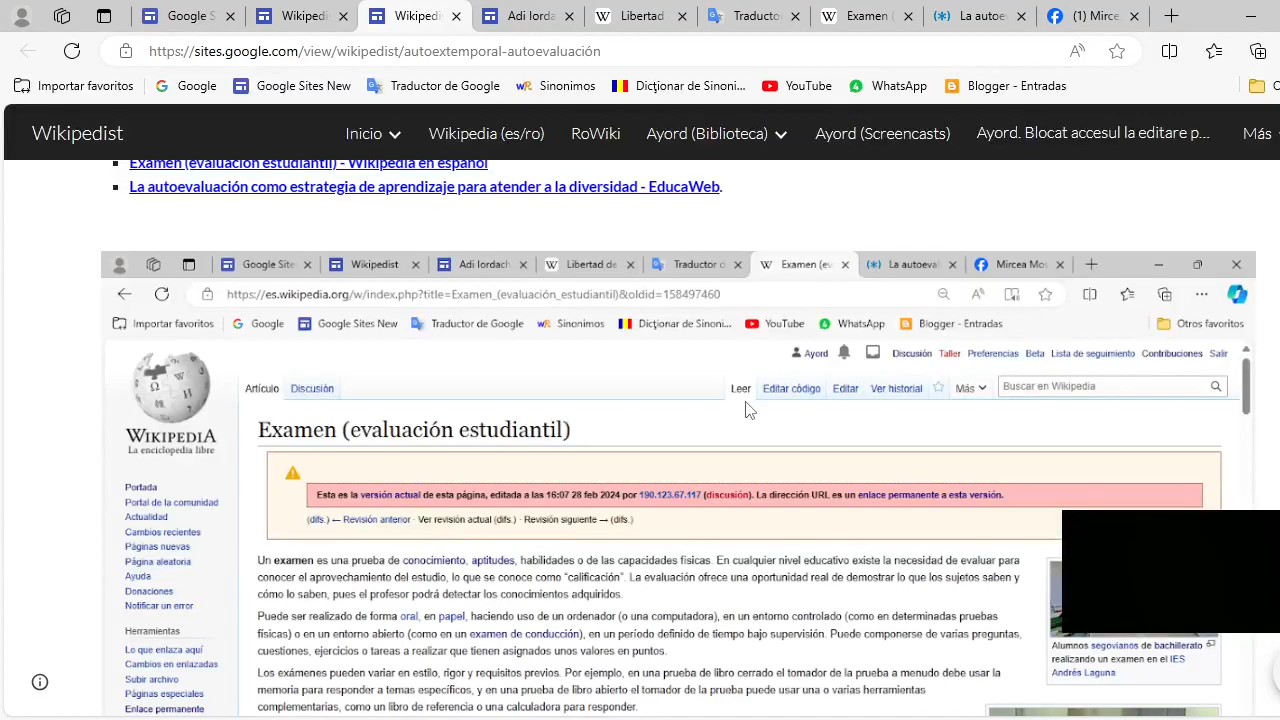 Google S
Wikipedis
Wikipedis
Adi Iordac
Libertad
Traductor
Examen (
La autoe
(1) Mirce
https://sites.google.com/view/wikipedist/autoextemporal-autoevaluación
Importar favoritos
Google
Google Sites New
Traductor de Google
Sinonimos
Dicţionar de Sinoni...
YouTube
WhatsApp
Blogger - Entradas
Wikipedist
Inicio
Wikipedia (es/ro)
RoWiki
Ayord (Biblioteca)
Ayord (Screencasts)
Ayord. Blocat accesul la editare p...
Más
Examen (evaluación estudiantil) - Wikipedia en español
La autoevaluación como estrategia de aprendizaje para atender a la diversidad - EducaWeb.
Google Site
Wikipedist
Adi Iordach
Libertad de
Traductor d
Examen (ev
La autoeval
Mircea Mos
https://es.wikipedia.org/w/index.php?title=Examen_(evaluación_estudiantil)&oldid=158497460
Importar favoritos
Google
Google Sites New
Traductor de Google
Sinonimos
Dicţionar de Sinoni...
YouTube
WhatsApp
Blogger - Entradas
Otros favoritos
Ayord
Discusión
Taller
Preferencias
Beta
Lista de seguimiento
Contribuciones
Salir
Artículo
Discusión
Leer
Editar código
Editar
Ver historial
Más
Buscar en Wikipedia
WIKIPEDIA
La enciclopedia libre
Examen (evaluación estudiantil)
Esta es la versión actual de esta página, editada a las 16:07 28 feb 2024 por 190.123.67.117 (discusión). La dirección URL es un enlace permanente a esta versión.
(difs.) ← Revisión anterior · Ver revisión actual (difs.) · Revisión siguiente → (difs.)
Portada
Portal de la comunidad
Actualidad
Cambios recientes
Páginas nuevas
Página aleatoria
Ayuda
Donaciones
Notificar un error
Herramientas
Lo que enlaza aquí
Cambios en enlazadas
Subir archivo
Páginas especiales
Enlace permanente
Un examen es una prueba de conocimiento, aptitudes, habilidades o de las capacidades físicas. En cualquier nivel educativo existe la necesidad de evaluar para
conocer el aprovechamiento del estudio, lo que se conoce como “calificación”. La evaluación ofrece una oportunidad real de demostrar lo que los sujetos saben y
cómo lo saben, pues el profesor podrá detectar los conocimientos adquiridos.
Puede ser realizado de forma oral, en papel, haciendo uso de un ordenador (o una computadora), en un entorno controlado (como en determinadas pruebas
físicas) o en un entorno abierto (como en un examen de conducción), en un período definido de tiempo bajo supervisión. Puede componerse de varias preguntas,
cuestiones, ejercicios o tareas a realizar que tienen asignados unos valores en puntos.
Los exámenes pueden variar en estilo, rigor y requisitos previos. Por ejemplo, en una prueba de libro cerrado el tomador de la prueba a menudo debe usar la
memoria para responder a temas específicos, y en una prueba de libro abierto el tomador de la prueba puede usar una o varias herramientas
complementarias, como un libro de referencia o una calculadora para responder.
Alumnos segovianos de bachillerato
realizando un examen en el IES
Andrés Laguna